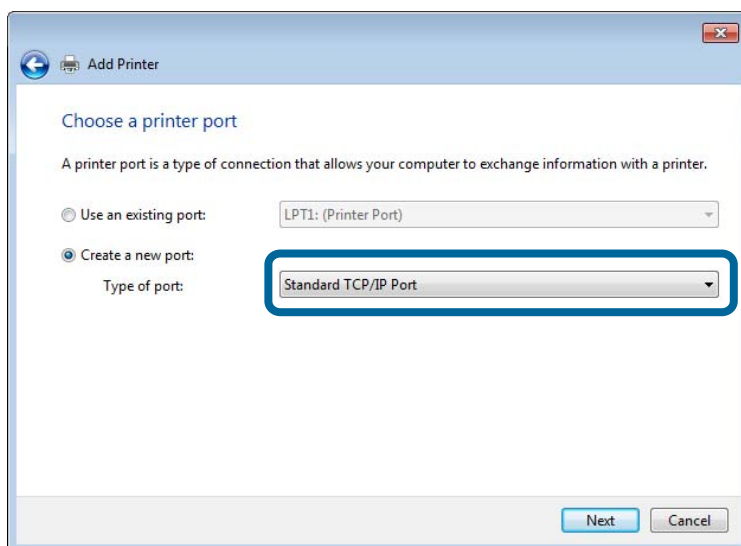 Add Printer
Choose a printer port
A printer port is a type of connection that allows your computer to exchange information with a printer.
Use an existing port: LPT1: (Printer Port)
Create a new port:
Type of port: Standard TCP/IP Port
Next Cancel